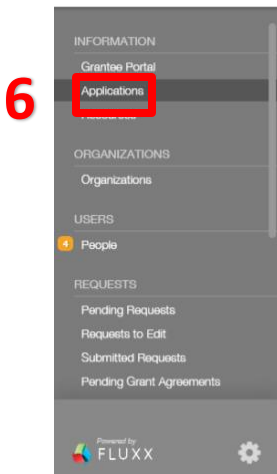 INFORMATION
Grantee Portal
6
Applications
Resources
ORGANIZATIONS
Organizations
USERS
4 People
REQUESTS
Pending Requests
Requests to Edit
Submitted Requests
Pending Grant Agreements
Powered by
FLUXX